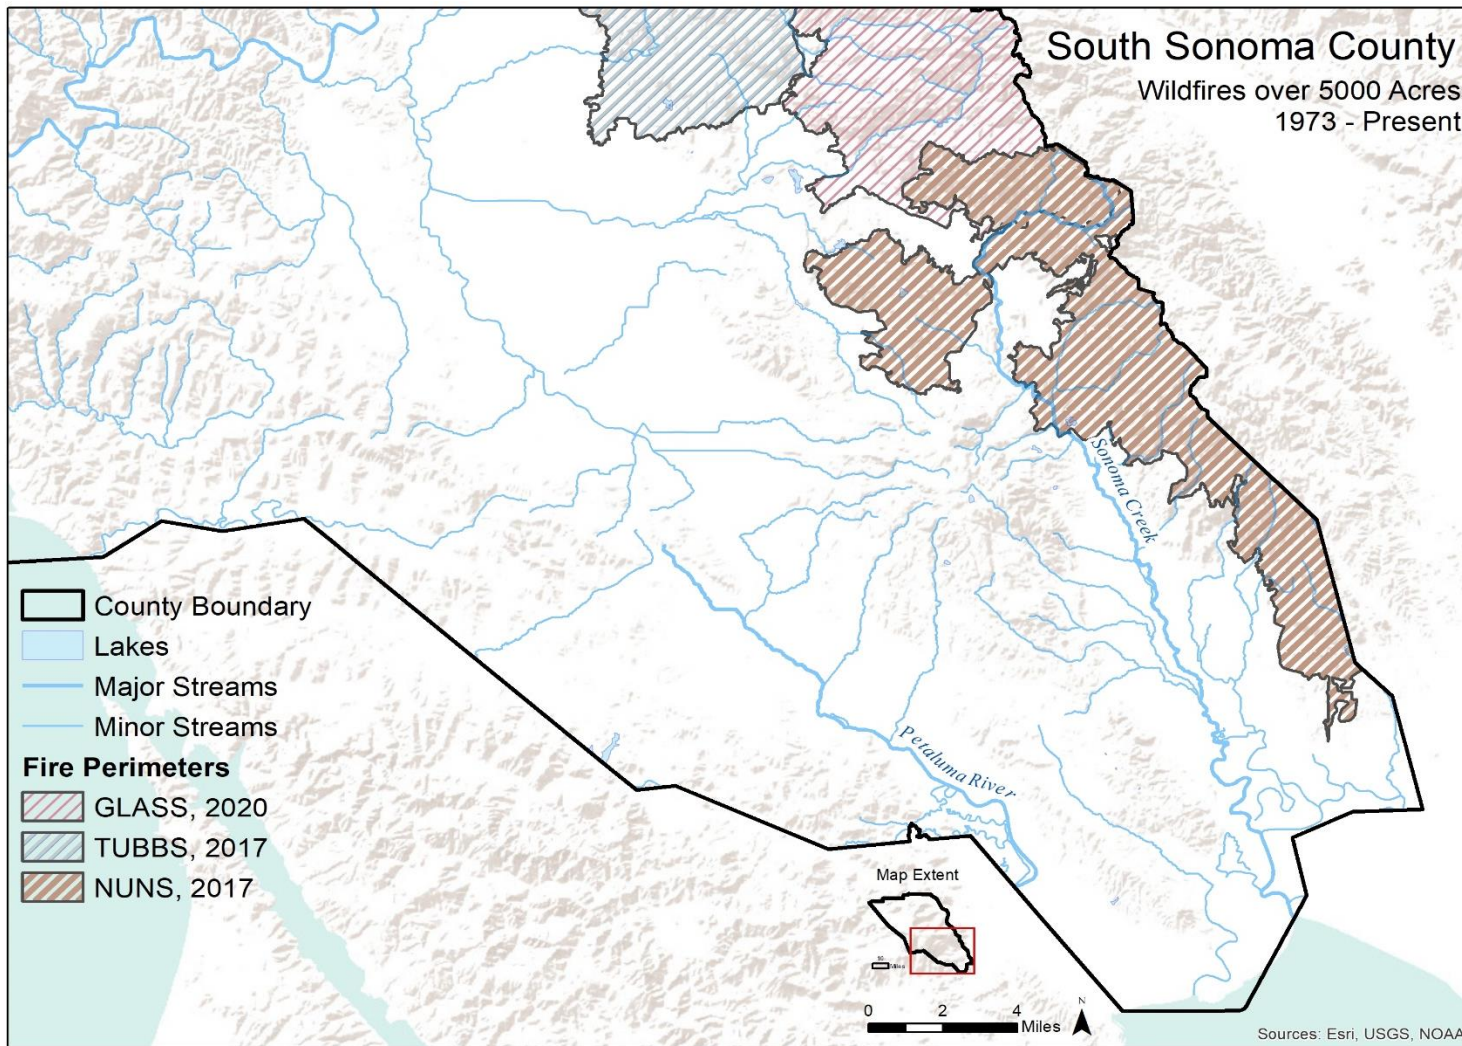 South Sonoma County
Wildfires over 5000 Acres
1973 - Present
Sonoma Creek
Petaluma River
County Boundary
Lakes
Major Streams
Minor Streams
Fire Perimeters
GLASS, 2020
TUBBS, 2017
NUNS, 2017
Map Extent
Miles
0 2 4
Miles
N
Sources: Esri, USGS, NOAA